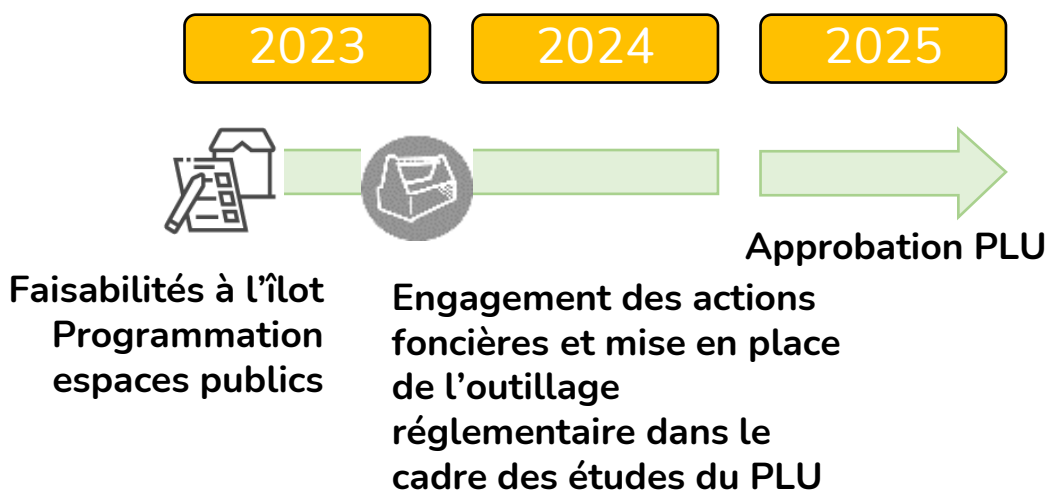 2023
2024
2025
Approbation PLU
Faisabilités à l’îlot
Programmation
espaces publics
Engagement des actions
foncières et mise en place
de l’outillage
réglementaire dans le
cadre des études du PLU